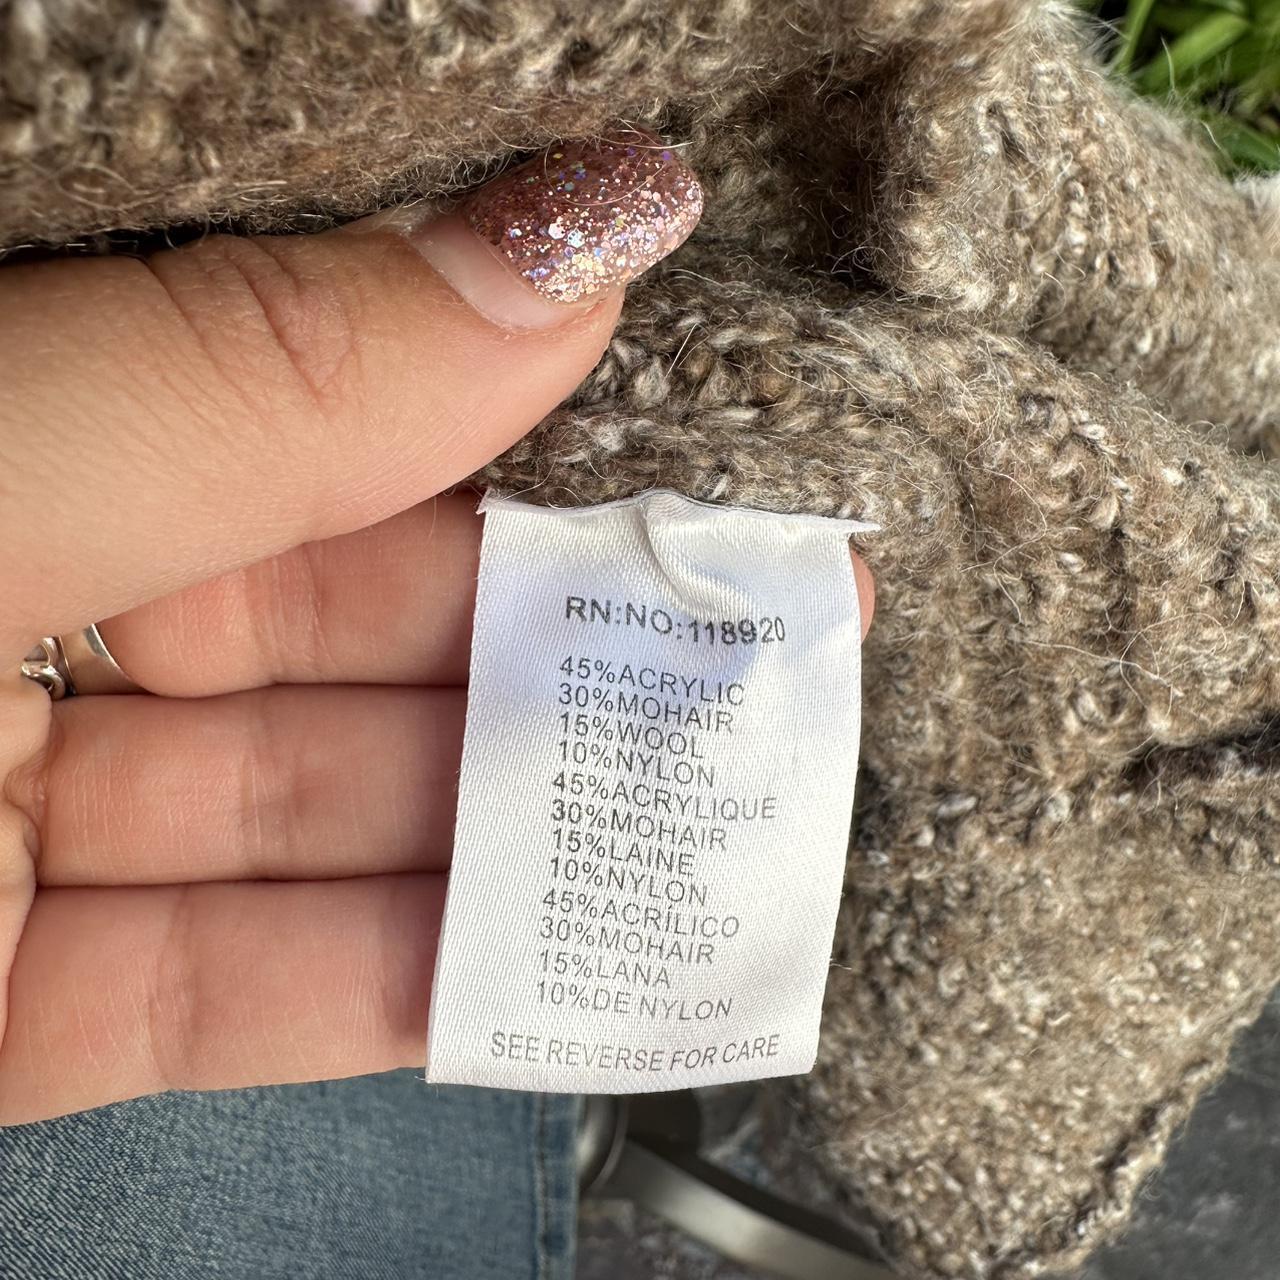 RN:NO:118920
45%ACRYLIC
30%MOHAIR
15%WOOL
10%NYLON
45%ACRYLIQUE
30%MOHAIR
15%LAINE
10%NYLON
45%ACRÍLICO
30%MOHAIR
15%LANA
10%DE NYLON
SEE REVERSE FOR CARE